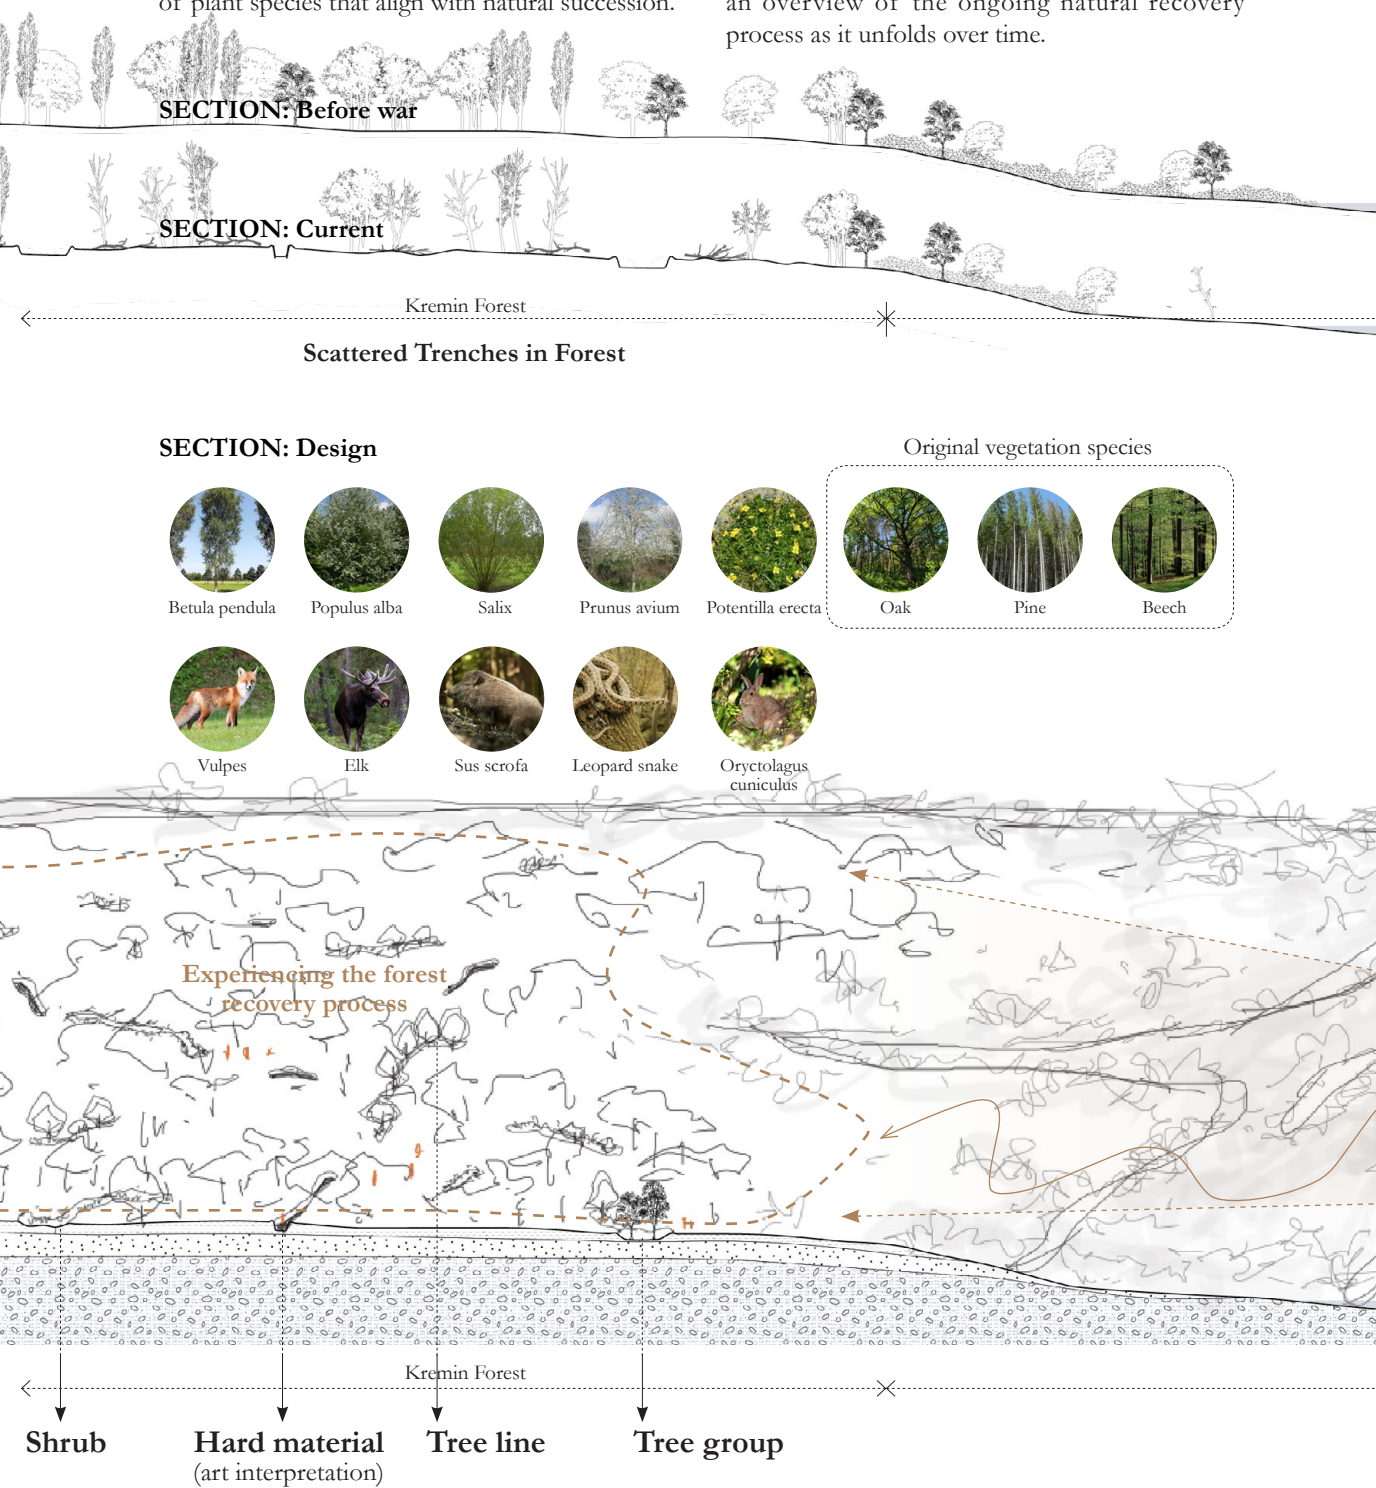 of plant species that align with natural succession.
an overview of the ongoing natural recovery
process as it unfolds over time.
SECTION: Before war
SECTION: Current
Kremin Forest
Scattered Trenches in Forest
SECTION: Design
Original vegetation species
Betula pendula
Populus alba
Salix
Prunus avium
Potentilla erecta
Oak
Pine
Beech
Vulpes
Elk
Sus scrofa
Leopard snake
Oryctolagus
cuniculus
Experiencing the forest
recovery process
Kremin Forest
Shrub
Hard material
(art interpretation)
Tree line
Tree group